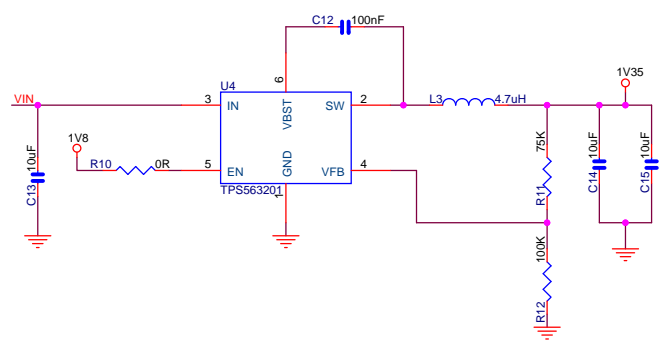 C12 100nF
1V35
U4
VIN
6
VBST
3 IN
SW 2
L3 4.7uH
1V8
10uF
C13
R10 0R
5 EN
GND
VFB 4
TPS563201
1
75K
R11
10uF
C14
10uF
C15
100K
R12